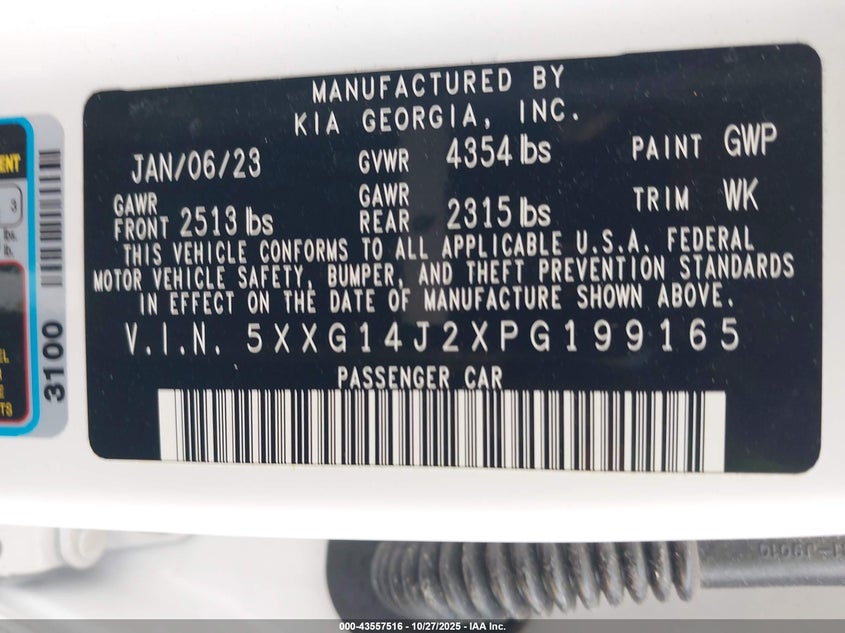 MANUFACTURED BY
KIA GEORGIA, INC.
JAN/06/23 GVWR 4354 lbs PAINT GWP
GAWR FRONT 2513 lbs GAWR REAR 2315 lbs TRIM WK
THIS VEHICLE CONFORMS TO ALL APPLICABLE U.S.A. FEDERAL
MOTOR VEHICLE SAFETY, BUMPER, AND THEFT PREVENTION STANDARDS
IN EFFECT ON THE DATE OF MANUFACTURE SHOWN ABOVE.
V.I.N. 5XXG14J2XPG199165
PASSENGER CAR
3100
3
lbs.
lb.
000-43557516 | 10/27/2025 - IAA Inc.